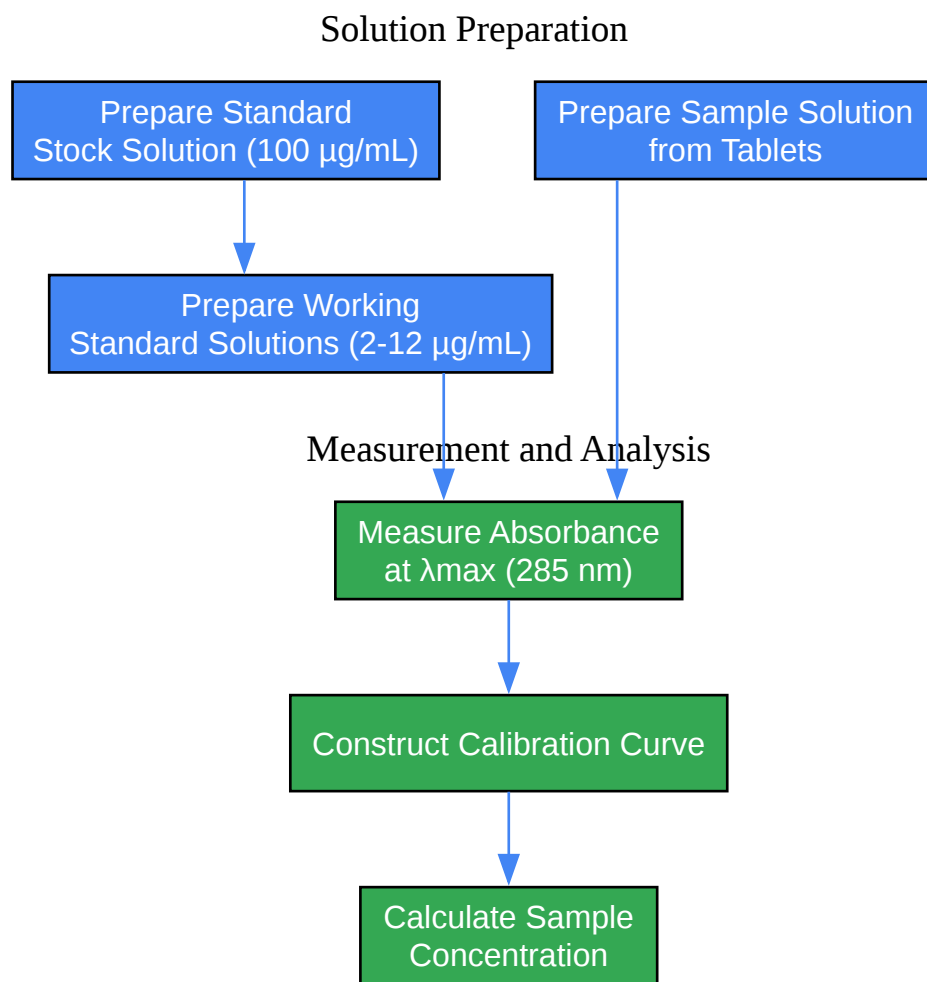 Solution Preparation
Prepare Standard
Stock Solution (100 µg/mL)
Prepare Sample Solution
from Tablets
Prepare Working
Standard Solutions (2-12 µg/mL)
Measurement and Analysis
Measure Absorbance
at λmax (285 nm)
Construct Calibration Curve
Calculate Sample
Concentration